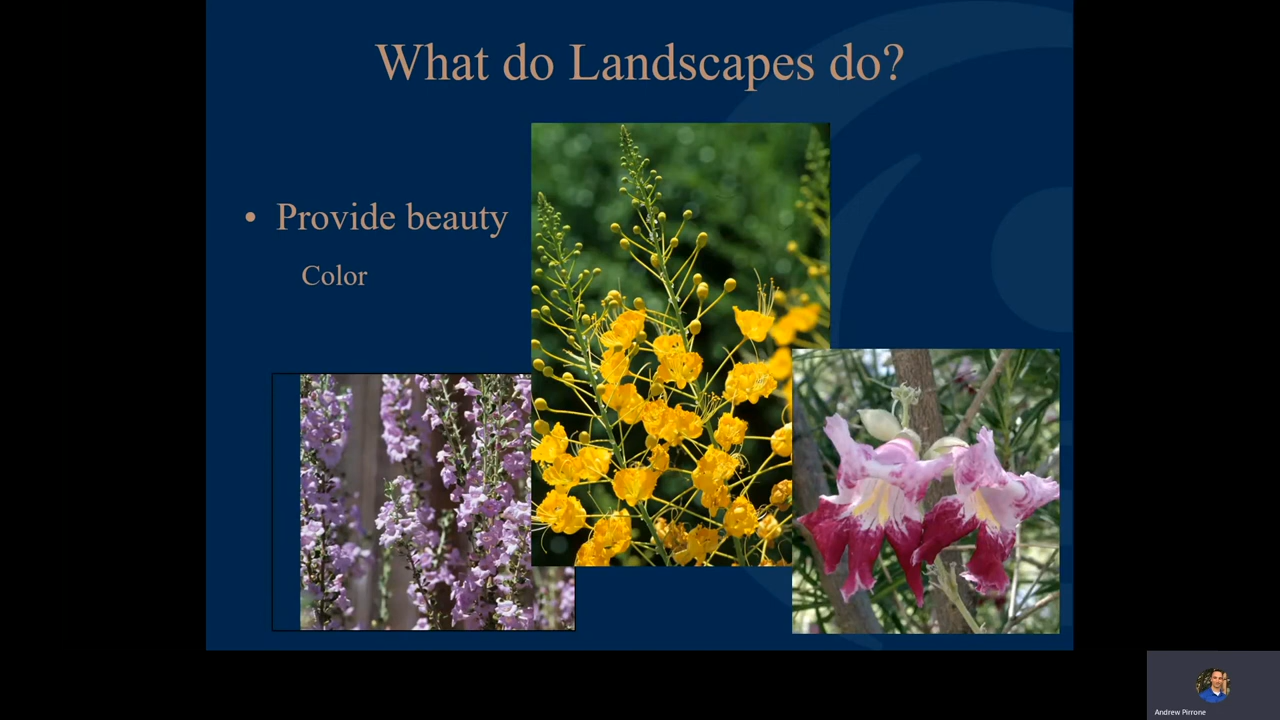 What do Landscapes do?
• Provide beauty
Color
Andrew Pirrone